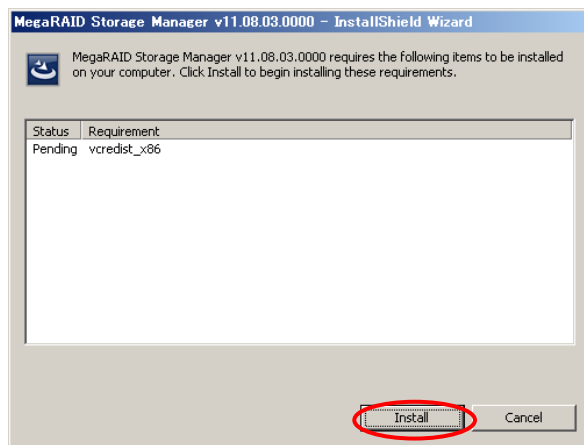 MegaRAID Storage Manager v11.08.03.0000 - InstallShield Wizard
MegaRAID Storage Manager v11.08.03.0000 requires the following items to be installed
on your computer. Click Install to begin installing these requirements.
Status Requirement
Pending vcredist_x86
Install Cancel